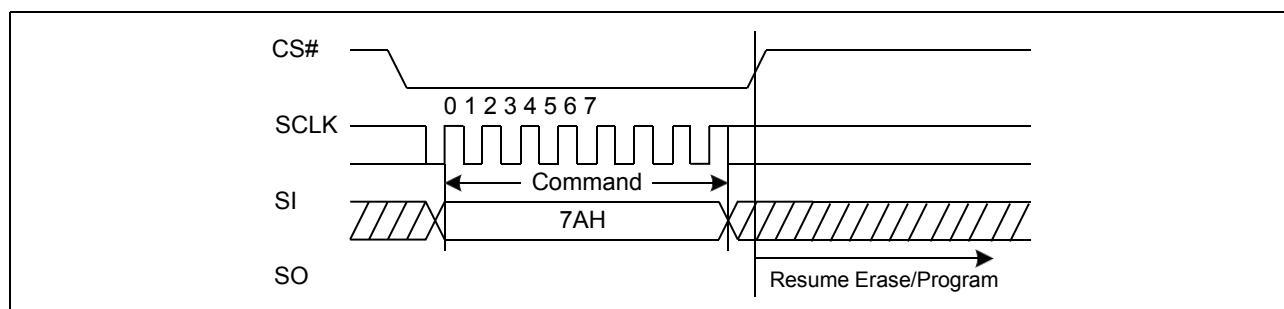 CS#
0 1 2 3 4 5 6 7
SCLK
Command
SI
7AH
SO
Resume Erase/Program